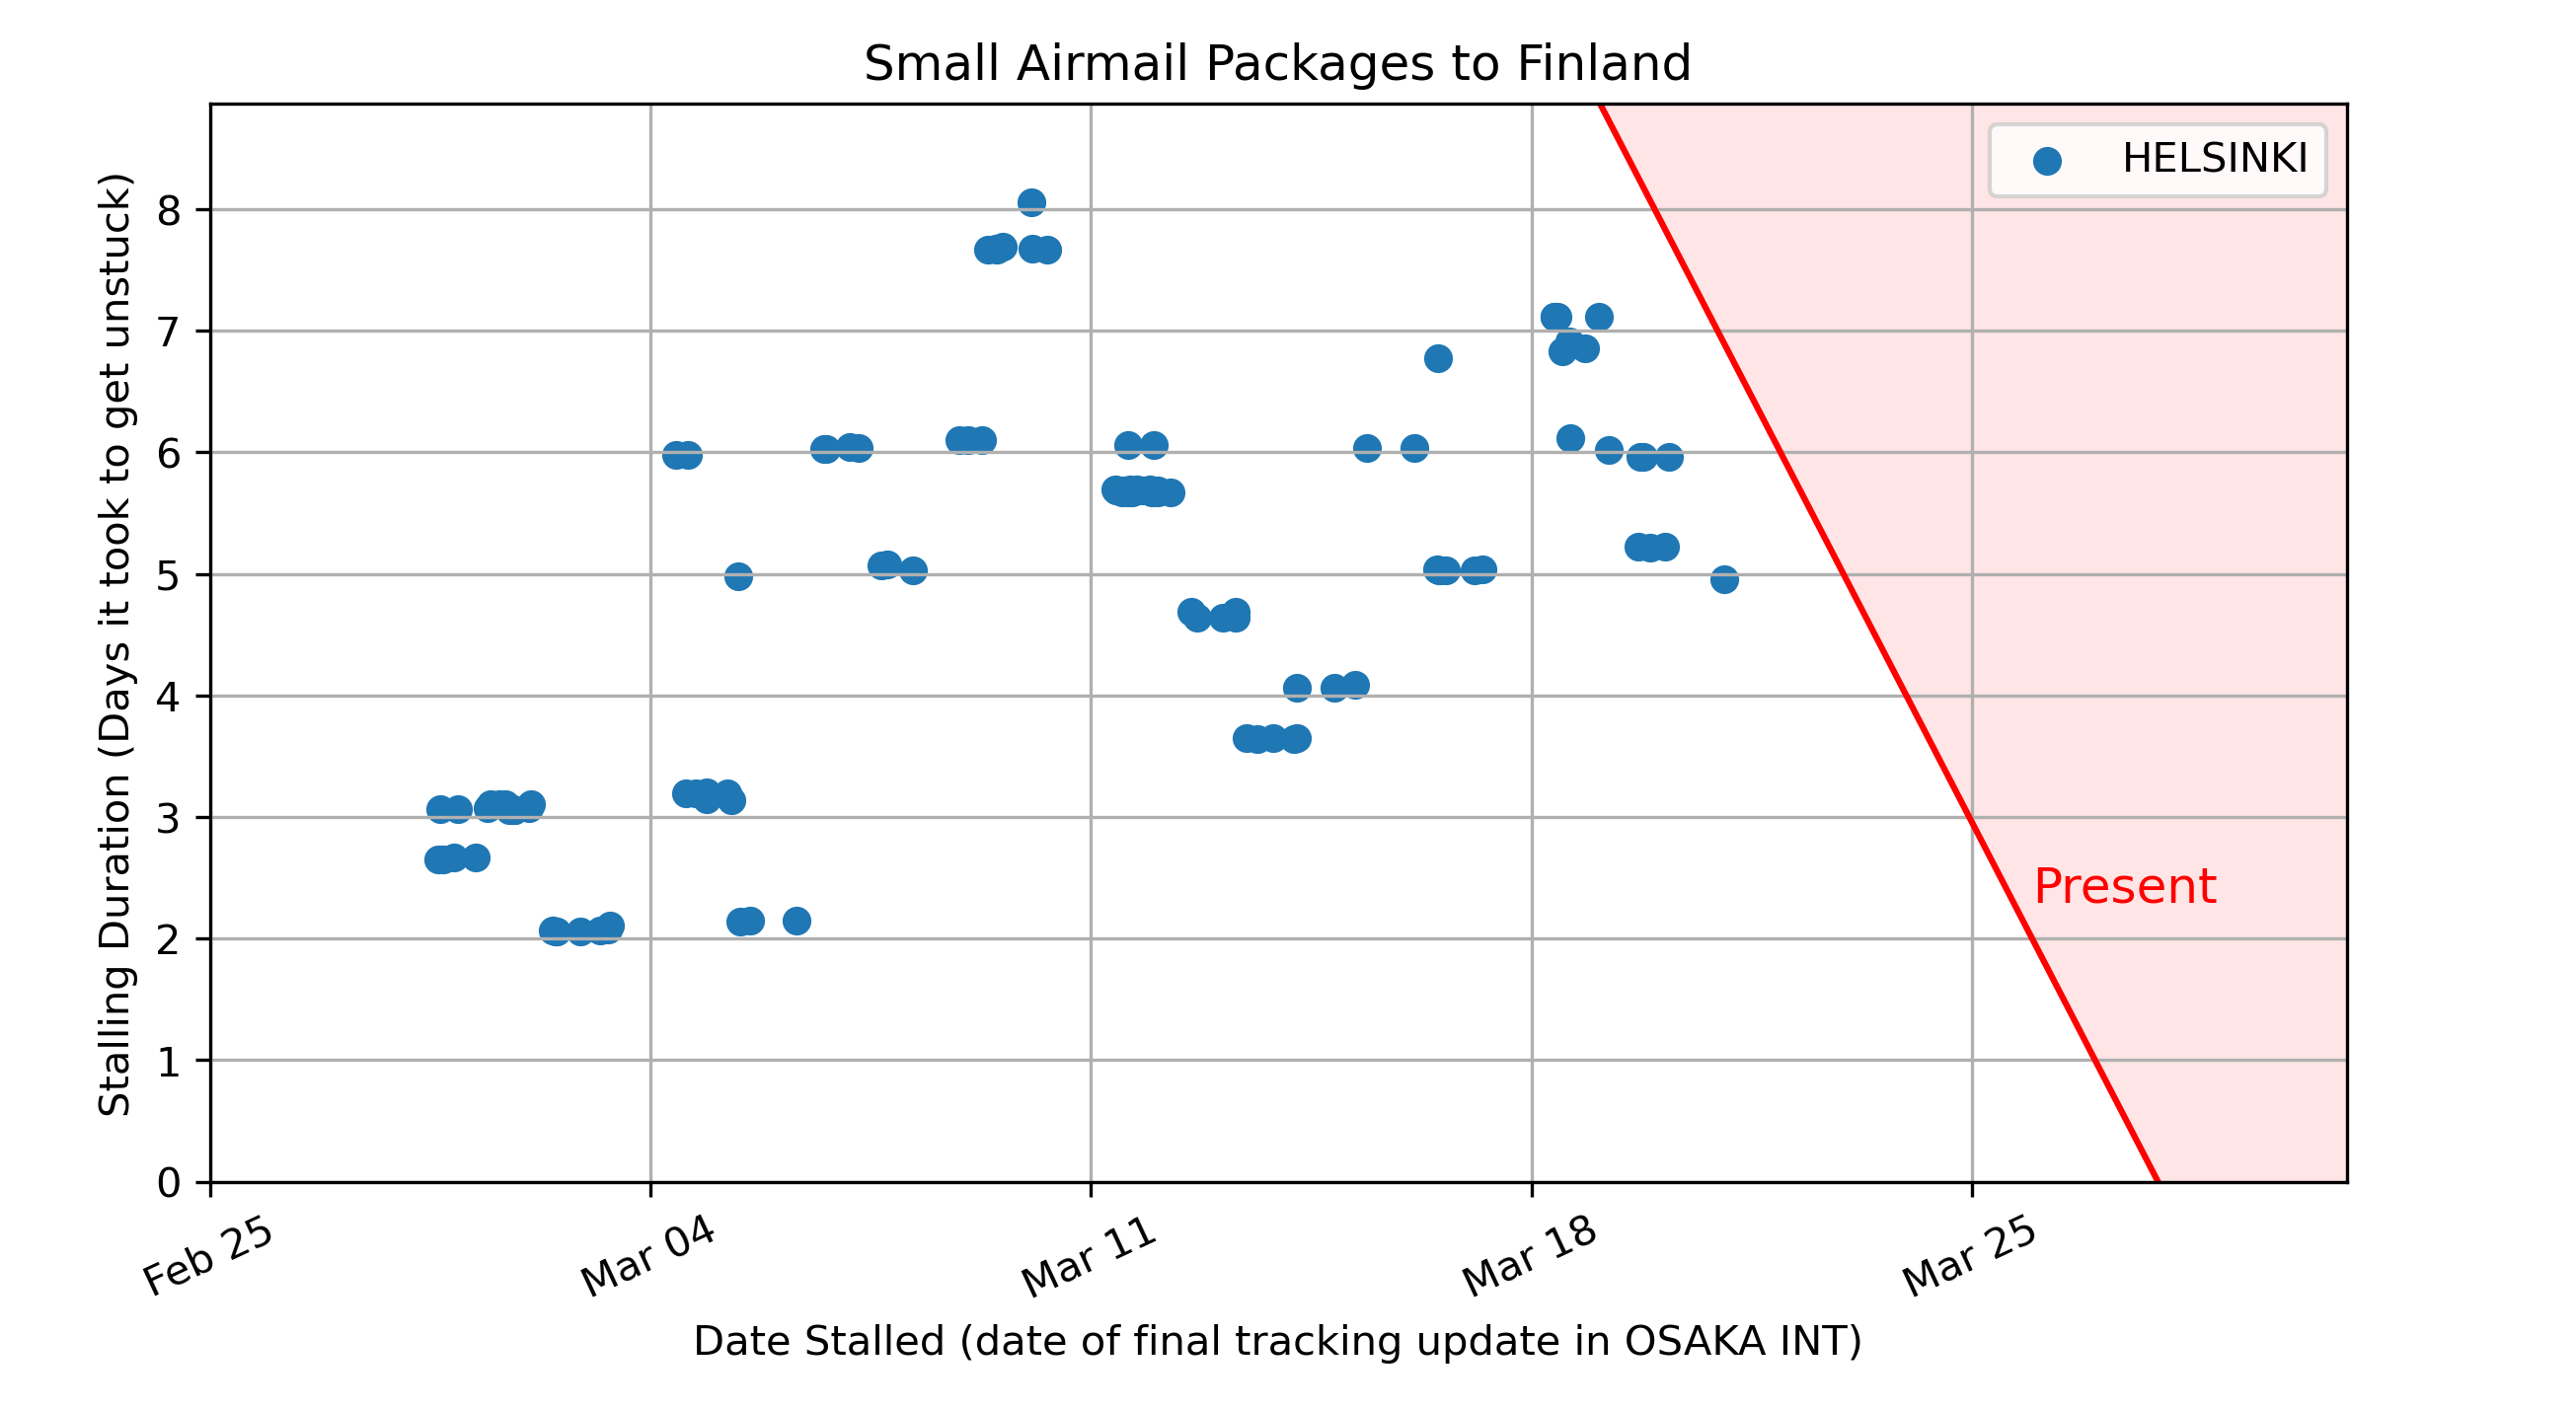 Small Airmail Packages to Finland
HELSINKI
Stalling Duration (Days it took to get unstuck)
8
7
6
5
4
3
2
1
0
Present
Feb 25
Mar 04
Mar 11
Mar 18
Mar 25
Date Stalled (date of final tracking update in OSAKA INT)